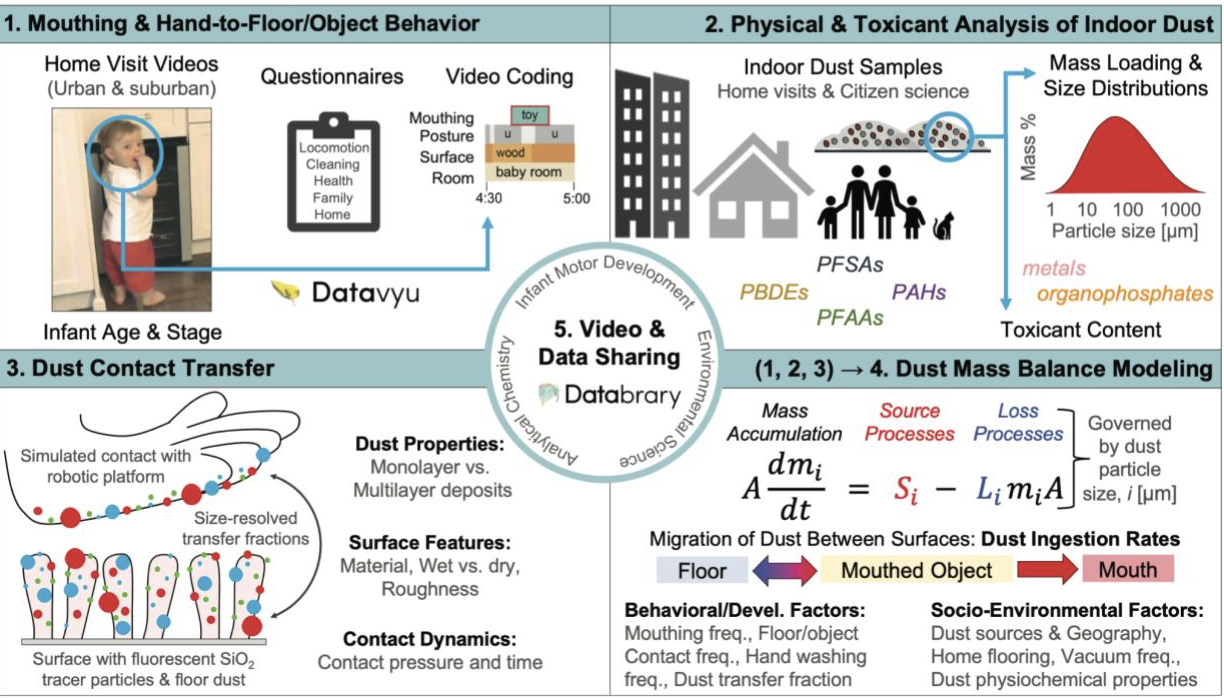 1. Mouthing & Hand-to-Floor/Object Behavior
Home Visit Videos
(Urban & suburban)
Infant Age & Stage
Questionnaires
Locomotion
Cleaning
Health
Family
Home
Video Coding
Mouthing
toy
Posture
u
u
Surface
wood
Room
baby room
4:30
5:00
Datavyu
2. Physical & Toxicant Analysis of Indoor Dust
Indoor Dust Samples
Home visits & Citizen science
PFSAs
PBDEs
PAHs
PFAAs
Mass Loading &
Size Distributions
Mass %
1 10 100 1000
Particle size [µm]
metals
organophosphates
Toxicant Content
5. Video &
Data Sharing
Databrary
Infant Motor Development
Environmental Science
Analytical Chemistry
3. Dust Contact Transfer
Simulated contact with
robotic platform
Size-resolved
transfer fractions
Surface with fluorescent SiO₂
tracer particles & floor dust
Dust Properties:
Monolayer vs.
Multilayer deposits
Surface Features:
Material, Wet vs. dry,
Roughness
Contact Dynamics:
Contact pressure and time
(1, 2, 3) → 4. Dust Mass Balance Modeling
Mass
Accumulation
Source
Processes
Loss
Processes
A dmᵢ/dt = Sᵢ − Lᵢ mᵢA
Governed
by dust
particle
size, i [µm]
Migration of Dust Between Surfaces: Dust Ingestion Rates
Floor
Mouthed Object
Mouth
Behavioral/Devel. Factors:
Mouthing freq., Floor/object
Contact freq., Hand washing
freq., Dust transfer fraction
Socio-Environmental Factors:
Dust sources & Geography,
Home flooring, Vacuum freq.,
Dust physiochemical properties